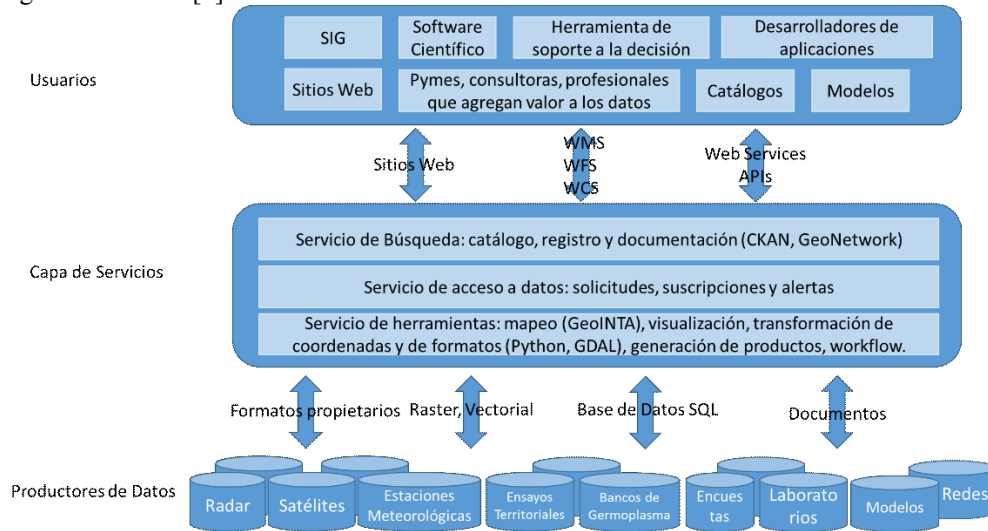 SIG
Software
Científico
Herramienta de
soporte a la decisión
Desarrolladores de
aplicaciones
Usuarios
Sitios Web
Pymes, consultoras, profesionales
que agregan valor a los datos
Catálogos
Modelos
Sitios Web
WMS
WFS
WCS
Web Services
APIs
Servicio de Búsqueda: catálogo, registro y documentación (CKAN, GeoNetwork)
Capa de Servicios
Servicio de acceso a datos: solicitudes, suscripciones y alertas
Servicio de herramientas: mapeo (GeoINTA), visualización, transformación de
coordenadas y de formatos (Python, GDAL), generación de productos, workflow.
Formatos propietarios
Raster, Vectorial
Base de Datos SQL
Documentos
Productores de Datos
Radar
Satélites
Estaciones
Meteorológicas
Ensayos
Territoriales
Bancos de
Germoplasma
Encues
tas
Laborato
rios
Modelos
Redes